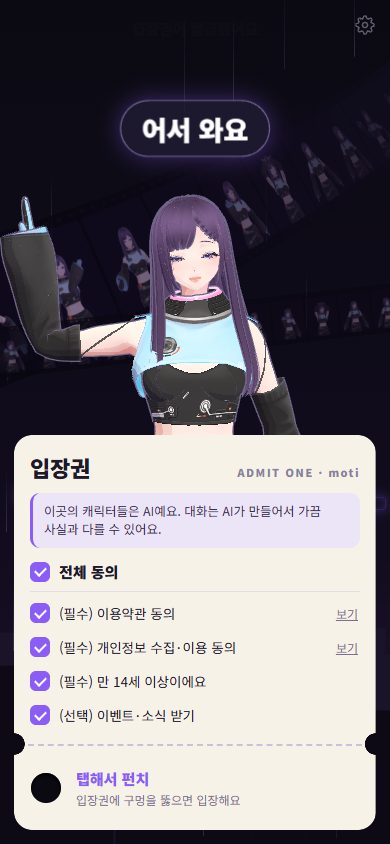 어서 와요
입장권
ADMIT ONE · moti
이곳의 캐릭터들은 AI예요. 대화는 AI가 만들어서 가끔
사실과 다를 수 있어요.
전체 동의
(필수) 이용약관 동의 보기
(필수) 개인정보 수집·이용 동의 보기
(필수) 만 14세 이상이에요
(선택) 이벤트·소식 받기
탭해서 펀치
입장권에 구멍을 뚫으면 입장해요